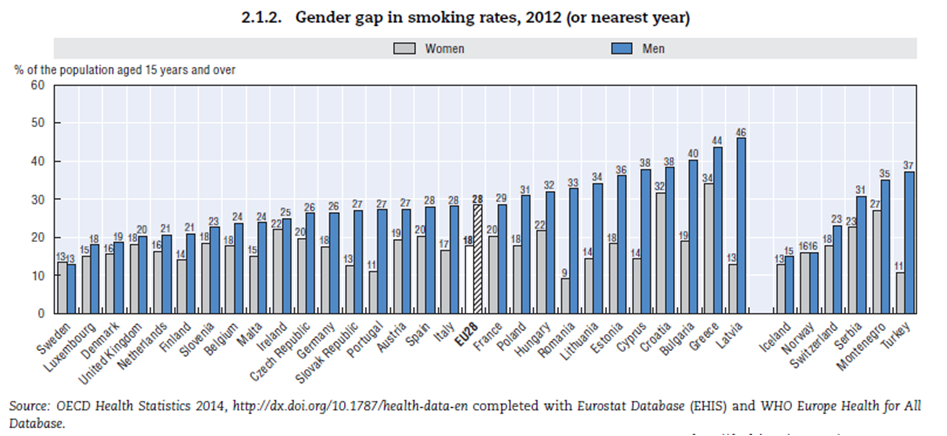 2.1.2. Gender gap in smoking rates, 2012 (or nearest year)
Women Men
% of the population aged 15 years and over
60
50
40
30
20
10
0
13 13 15 18 16 19 18 20 16 21 14 21 18 23 18 24 15 24 22 25 20 26 18 26 13 27 11 27 19 27 20 28 17 28 18 28 20 29 18 31 22 32 9 33 14 34 18 36 14 38 32 38 19 40 34 44 13 46 13 15 16 16 18 23 23 31 27 35 11 37
Sweden
Luxembourg
Denmark
United Kingdom
Netherlands
Finland
Slovenia
Belgium
Malta
Ireland
Czech Republic
Germany
Slovak Republic
Portugal
Austria
Spain
Italy
EU28
France
Poland
Hungary
Romania
Lithuania
Estonia
Cyprus
Croatia
Bulgaria
Greece
Latvia
Iceland
Norway
Switzerland
Serbia
Montenegro
Turkey
Source: OECD Health Statistics 2014, http://dx.doi.org/10.1787/health-data-en completed with Eurostat Database (EHIS) and WHO Europe Health for All
Database.